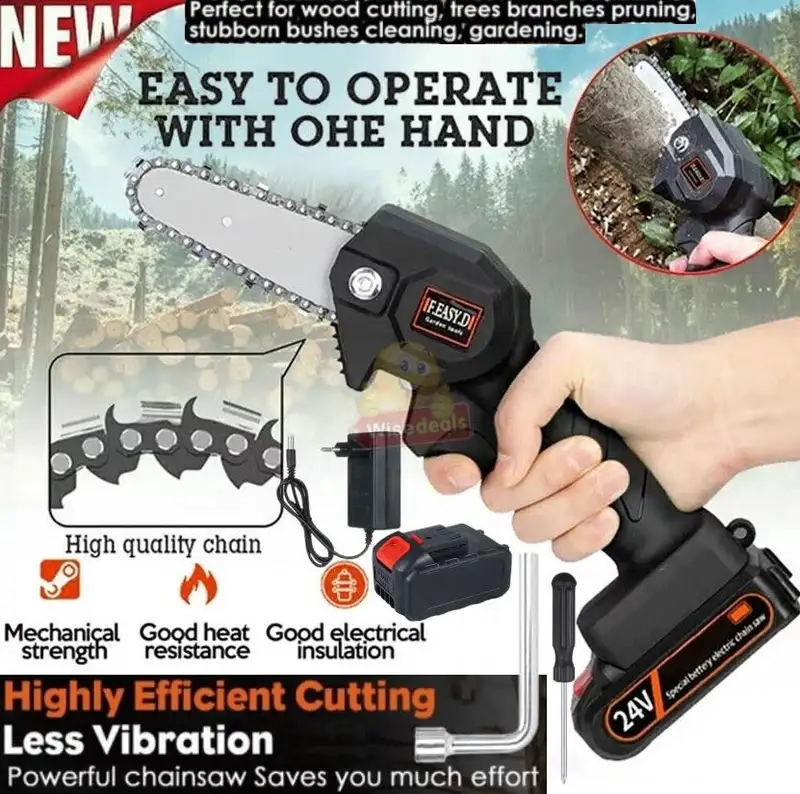 NEW
Perfect for wood cutting, trees branches pruning,
stubborn bushes cleaning, gardening.
EASY TO OPERATE
WITH OHE HAND
F.EASY.D
Garden tools
Wisedeals
High quality chain
Mechanical strength
Good heat resistance
Good electrical insulation
24V
Special bettery electric chain saw
Highly Efficient Cutting
Less Vibration
Powerful chainsaw Saves you much effort